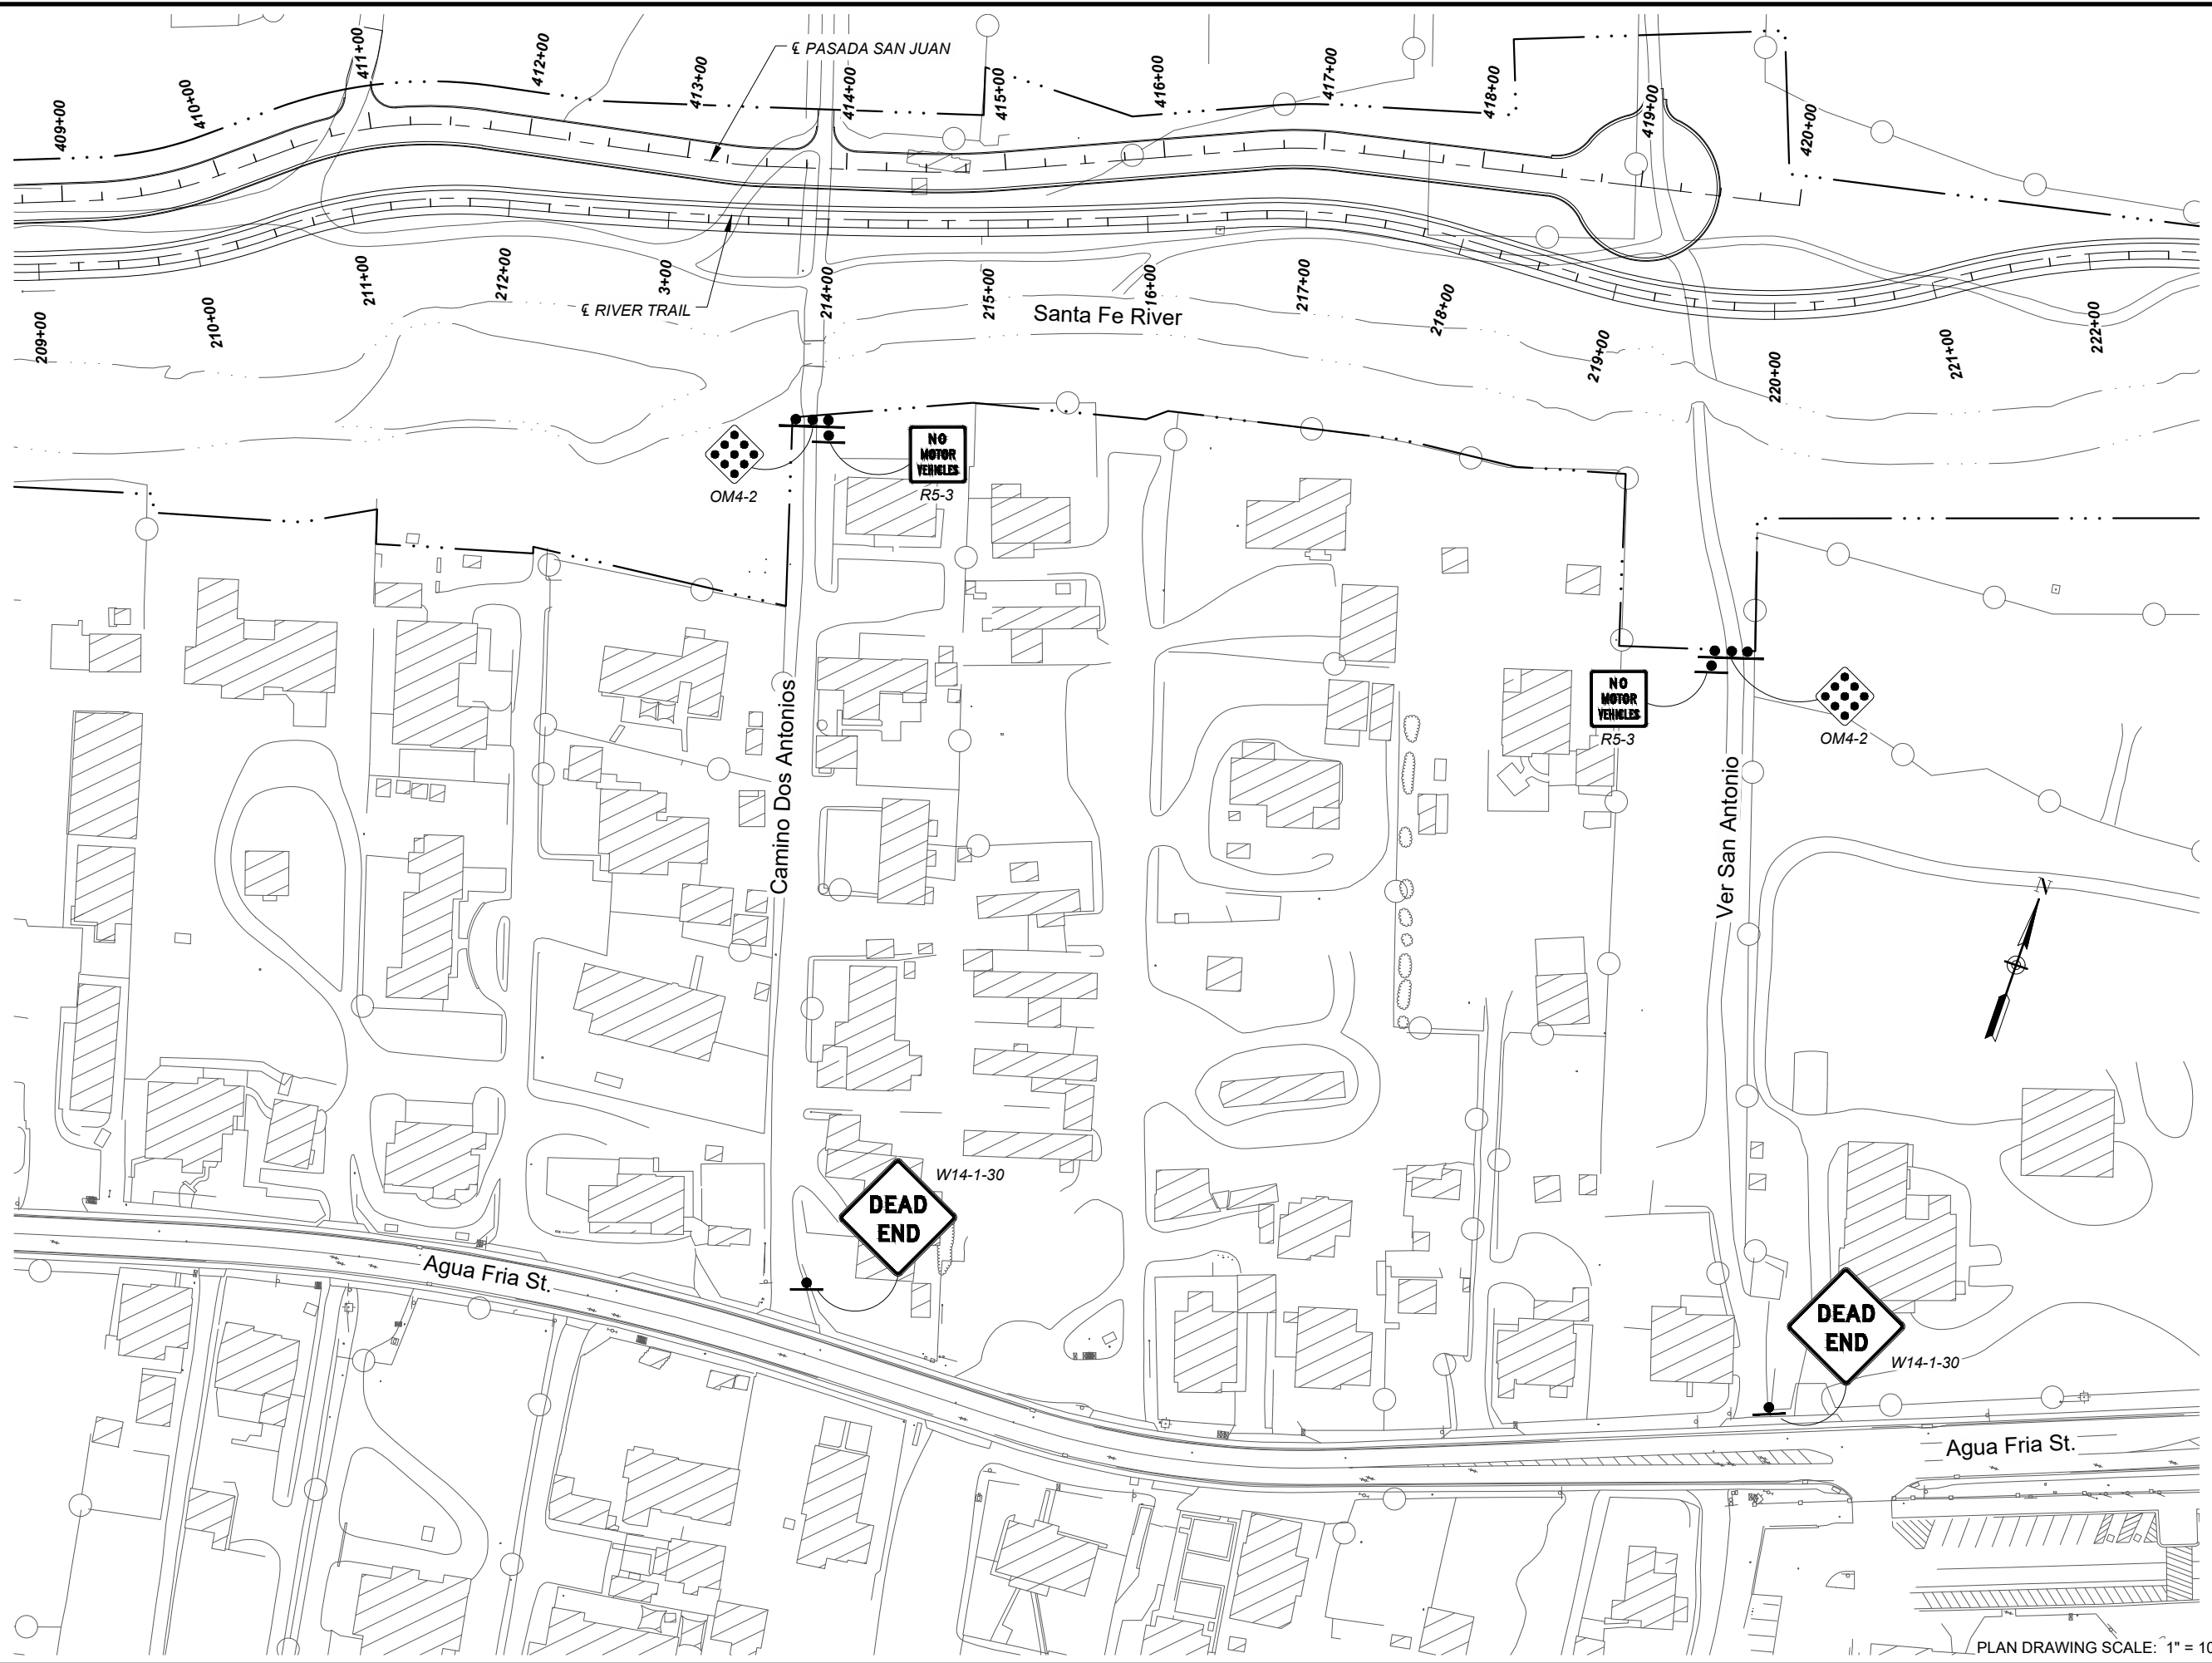 ℄ PASADA SAN JUAN
409+00
410+00
411+00
412+00
413+00
414+00
415+00
416+00
417+00
418+00
419+00
420+00
209+00
210+00
211+00
212+00
3+00
214+00
215+00
16+00
217+00
218+00
219+00
220+00
221+00
222+00
℄ RIVER TRAIL
Santa Fe River
OM4-2
NO
MOTOR
VEHICLES
R5-3
NO
MOTOR
VEHICLES
R5-3
OM4-2
Camino Dos Antonios
Ver San Antonio
N
W14-1-30
DEAD
END
Agua Fria St.
DEAD
END
W14-1-30
Agua Fria St.
PLAN DRAWING SCALE: 1" = 10